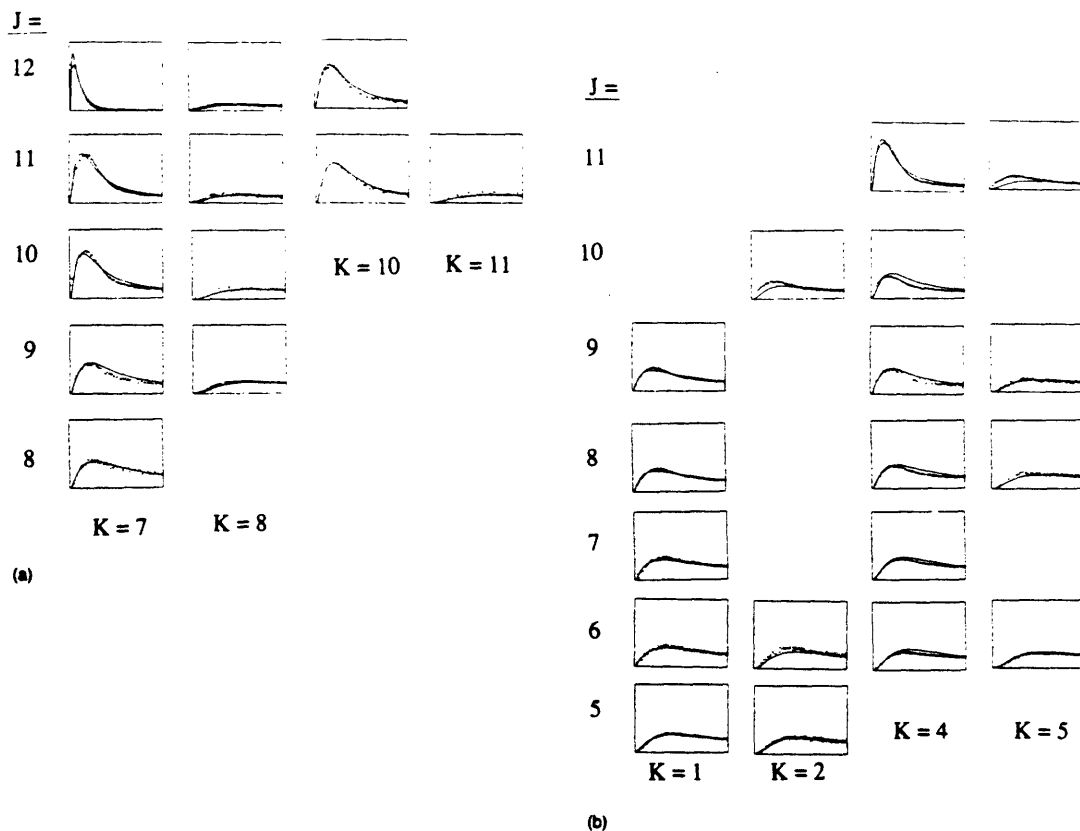 J =
12
11
10
K = 10 K = 11
9
8
K = 7 K = 8
(a)
J =
11
10
9
8
7
6
5
K = 4 K = 5
K = 1 K = 2
(b)